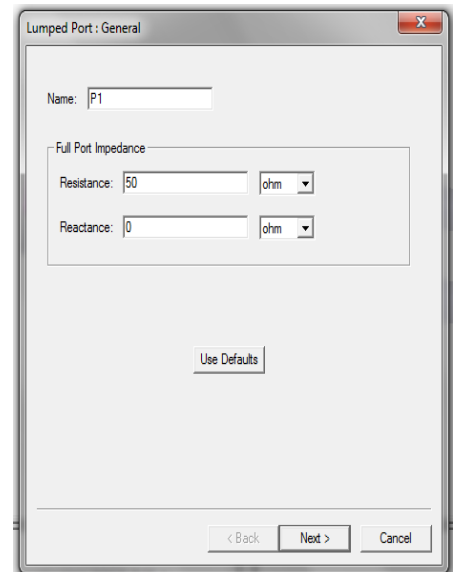 Lumped Port : General
X
Name: P1
Full Port Impedance
Resistance: 50 ohm
Reactance: 0 ohm
Use Defaults
< Back Next > Cancel